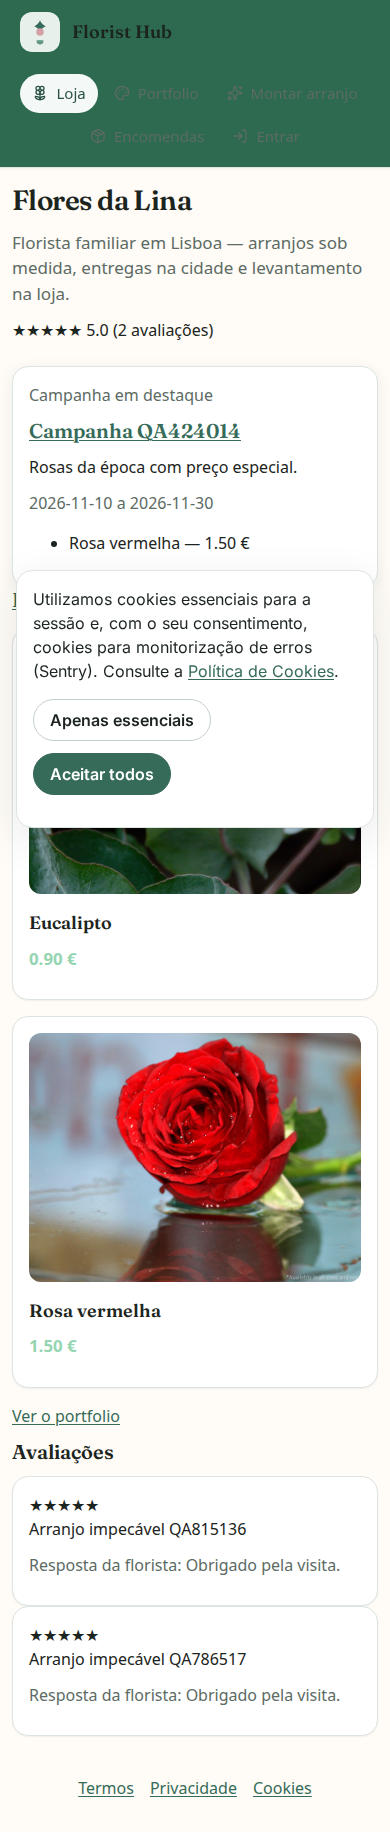 Florist Hub
Loja
Portfolio
Montar arranjo
Encomendas
Entrar
Flores da Lina
Florista familiar em Lisboa — arranjos sob
medida, entregas na cidade e levantamento
na loja.
★★★★★ 5.0 (2 avaliações)
Campanha em destaque
Campanha QA424014
Rosas da época com preço especial.
2026-11-10 a 2026-11-30
Rosa vermelha — 1.50 €
Utilizamos cookies essenciais para a
sessão e, com o seu consentimento,
cookies para monitorização de erros
(Sentry). Consulte a Política de Cookies.
Apenas essenciais
Aceitar todos
Eucalipto
0.90 €
Rosa vermelha
1.50 €
Ver o portfolio
Avaliações
★★★★★
Arranjo impecável QA815136
Resposta da florista: Obrigado pela visita.
★★★★★
Arranjo impecável QA786517
Resposta da florista: Obrigado pela visita.
Termos
Privacidade
Cookies